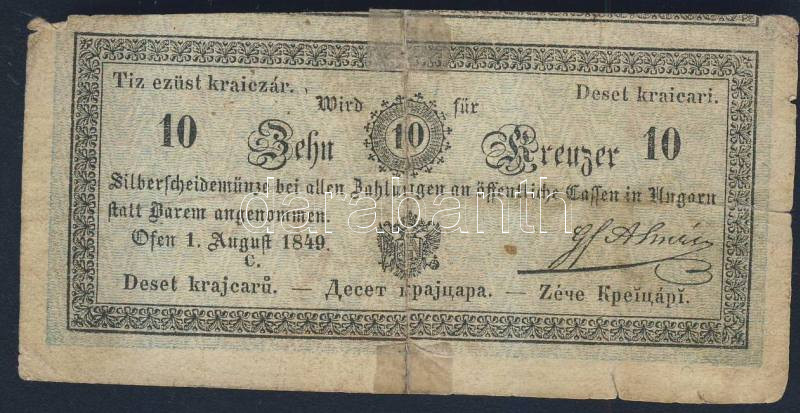 Tiz ezüst kraiczár.
Deset kraicari.
Wird für
10 Zehn 10 Kreuzer 10
Silberscheidemünze bei allen Zahlungen an öffentliche Cassen in Ungarn
statt Barem angenommen.
Ofen 1. August 1849.
C.
Deset krajcarů. — Десет крајцара. — Zéче Креĭцáрĭ.
darabanth